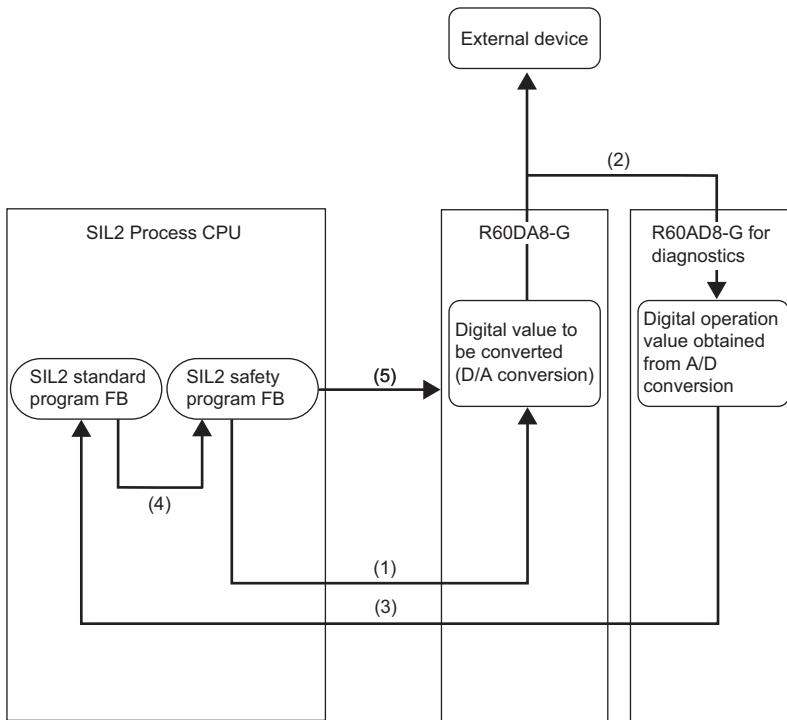 External device
(2)
SIL2 Process CPU
R60DA8-G
R60AD8-G for
diagnostics
Digital value to
be converted
(D/A conversion)
Digital operation
value obtained
from A/D
conversion
SIL2 standard
program FB
SIL2 safety
program FB
(5)
(4)
(1)
(3)